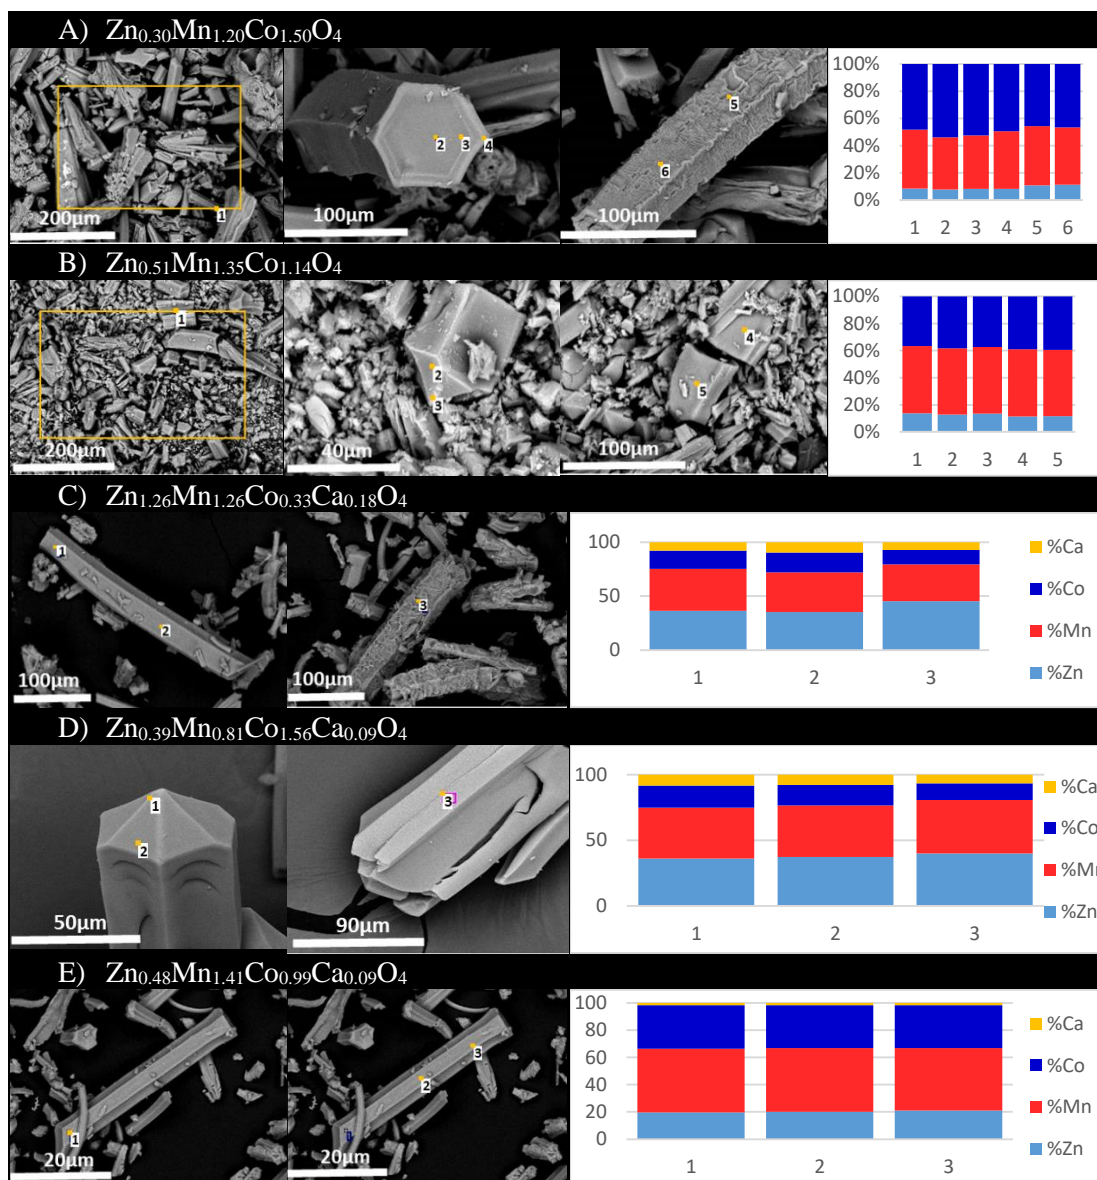 A) Zn0.30Mn1.20Co1.50O4
1
200µm
2 3 4
100µm
5
6
100µm
100%
80%
60%
40%
20%
0%
1 2 3 4 5 6
B) Zn0.51Mn1.35Co1.14O4
1
200µm
2
3
40µm
4
5
100µm
100%
80%
60%
40%
20%
0%
1 2 3 4 5
C) Zn1.26Mn1.26Co0.33Ca0.18O4
1
2
100µm
3
100µm
100
50
0
1 2 3
%Ca
%Co
%Mn
%Zn
D) Zn0.39Mn0.81Co1.56Ca0.09O4
1
2
50µm
3
90µm
100
50
0
1 2 3
%Ca
%Co
%Mn
%Zn
E) Zn0.48Mn1.41Co0.99Ca0.09O4
1
20µm
3
2
20µm
100
80
60
40
20
0
1 2 3
%Ca
%Co
%Mn
%Zn